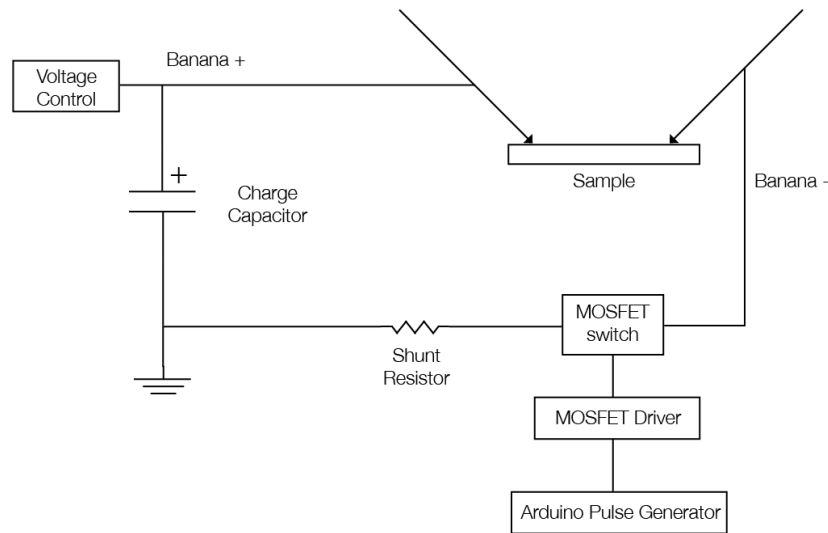 Voltage
Control
Banana +
+
Charge
Capacitor
Sample
Banana -
Shunt
Resistor
MOSFET
switch
MOSFET Driver
Arduino Pulse Generator